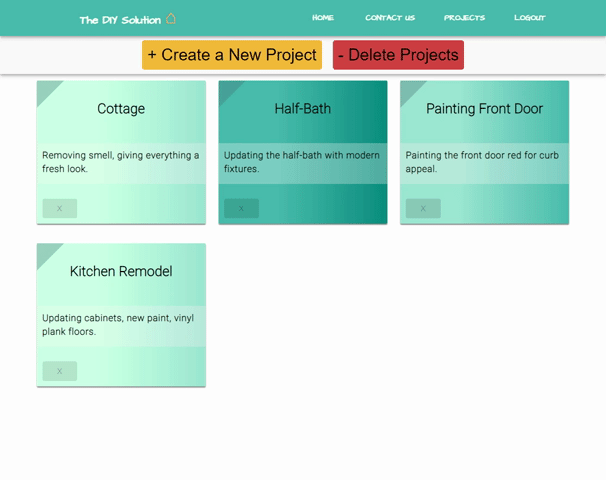 The DIY Solution
HOME CONTACT US PROJECTS LOGOUT
+ Create a New Project - Delete Projects
Cottage
Removing smell, giving everything a
fresh look.
X
Half-Bath
Updating the half-bath with modern
fixtures.
X
Painting Front Door
Painting the front door red for curb
appeal.
X
Kitchen Remodel
Updating cabinets, new paint, vinyl
plank floors.
X